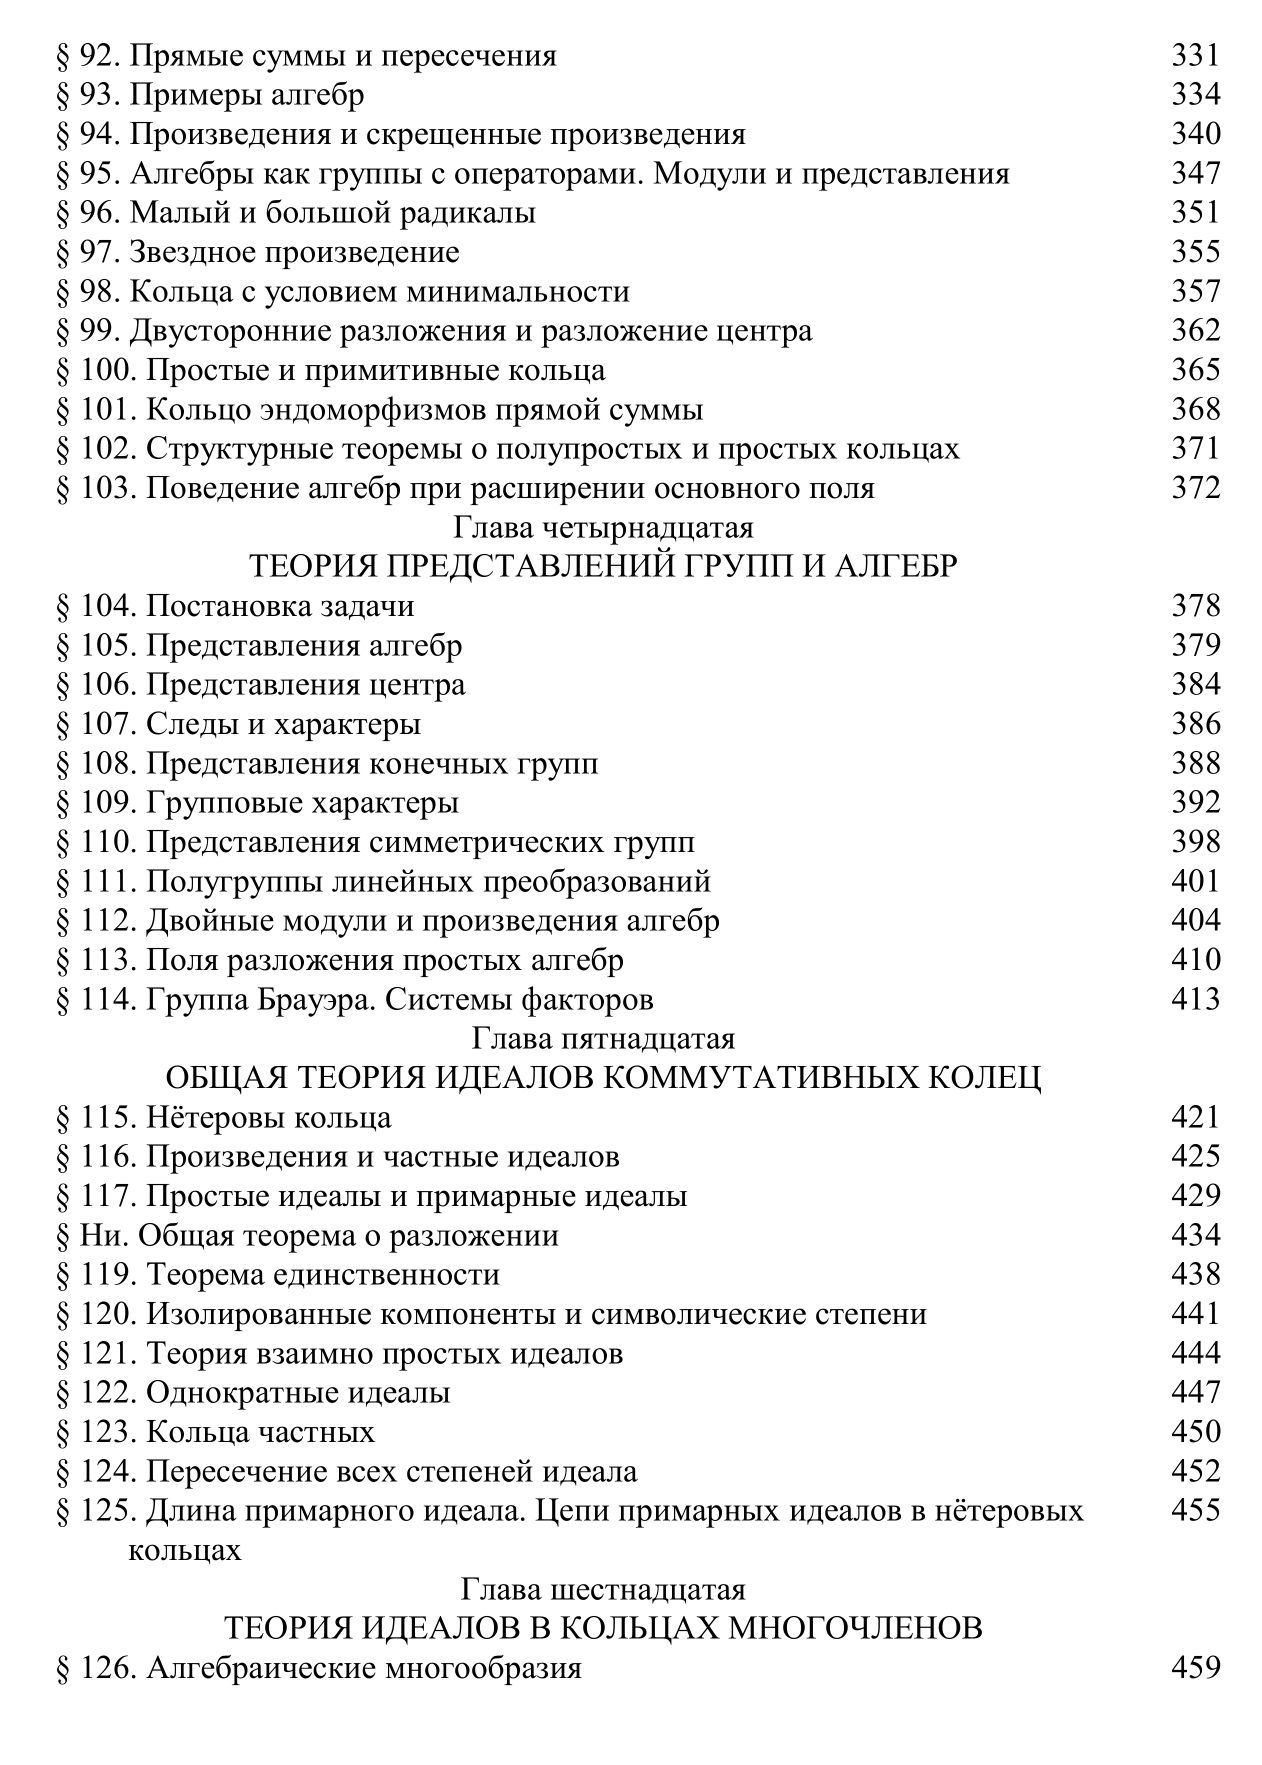 § 92. Прямые суммы и пересечения 331
§ 93. Примеры алгебр 334
§ 94. Произведения и скрещенные произведения 340
§ 95. Алгебры как группы с операторами. Модули и представления 347
§ 96. Малый и большой радикалы 351
§ 97. Звездное произведение 355
§ 98. Кольца с условием минимальности 357
§ 99. Двусторонние разложения и разложение центра 362
§ 100. Простые и примитивные кольца 365
§ 101. Кольцо эндоморфизмов прямой суммы 368
§ 102. Структурные теоремы о полупростых и простых кольцах 371
§ 103. Поведение алгебр при расширении основного поля 372
Глава четырнадцатая
ТЕОРИЯ ПРЕДСТАВЛЕНИЙ ГРУПП И АЛГЕБР
§ 104. Постановка задачи 378
§ 105. Представления алгебр 379
§ 106. Представления центра 384
§ 107. Следы и характеры 386
§ 108. Представления конечных групп 388
§ 109. Групповые характеры 392
§ 110. Представления симметрических групп 398
§ 111. Полугруппы линейных преобразований 401
§ 112. Двойные модули и произведения алгебр 404
§ 113. Поля разложения простых алгебр 410
§ 114. Группа Брауэра. Системы факторов 413
Глава пятнадцатая
ОБЩАЯ ТЕОРИЯ ИДЕАЛОВ КОММУТАТИВНЫХ КОЛЕЦ
§ 115. Нётеровы кольца 421
§ 116. Произведения и частные идеалов 425
§ 117. Простые идеалы и примарные идеалы 429
§ Ни. Общая теорема о разложении 434
§ 119. Теорема единственности 438
§ 120. Изолированные компоненты и символические степени 441
§ 121. Теория взаимно простых идеалов 444
§ 122. Однократные идеалы 447
§ 123. Кольца частных 450
§ 124. Пересечение всех степеней идеала 452
§ 125. Длина примарного идеала. Цепи примарных идеалов в нётеровых 455
кольцах
Глава шестнадцатая
ТЕОРИЯ ИДЕАЛОВ В КОЛЬЦАХ МНОГОЧЛЕНОВ
§ 126. Алгебраические многообразия 459